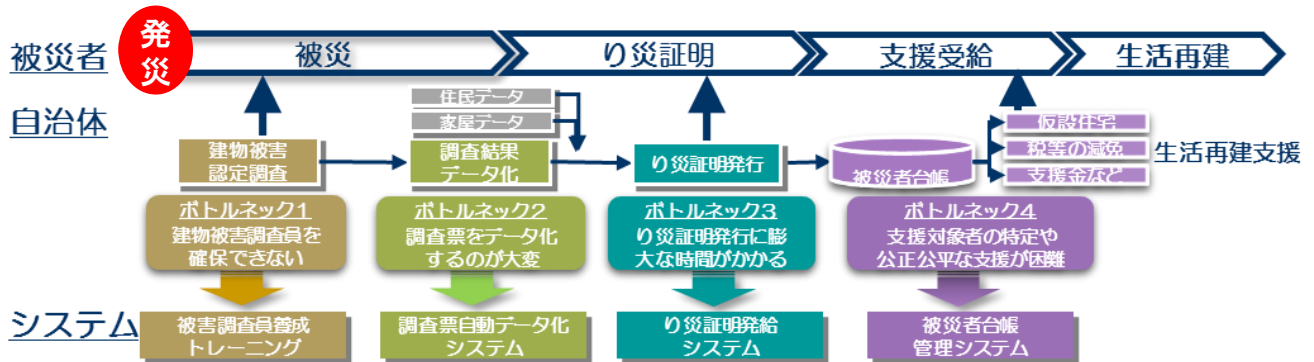 被災者
発
災
被災
り災証明
支援受給
生活再建
自治体
住民データ
家屋データ
建物被害
認定調査
調査結果
データ化
り災証明発行
被災者台帳
仮設住宅
税等の減免
支援金など
生活再建支援
ボトルネック1
建物被害調査員を
確保できない
ボトルネック2
調査票をデータ化
するのが大変
ボトルネック3
り災証明発行に膨
大な時間がかかる
ボトルネック4
支援対象者の特定や
公正公平な支援が困難
システム
被害調査員養成
トレーニング
調査票自動データ化
システム
り災証明発給
システム
被災者台帳
管理システム